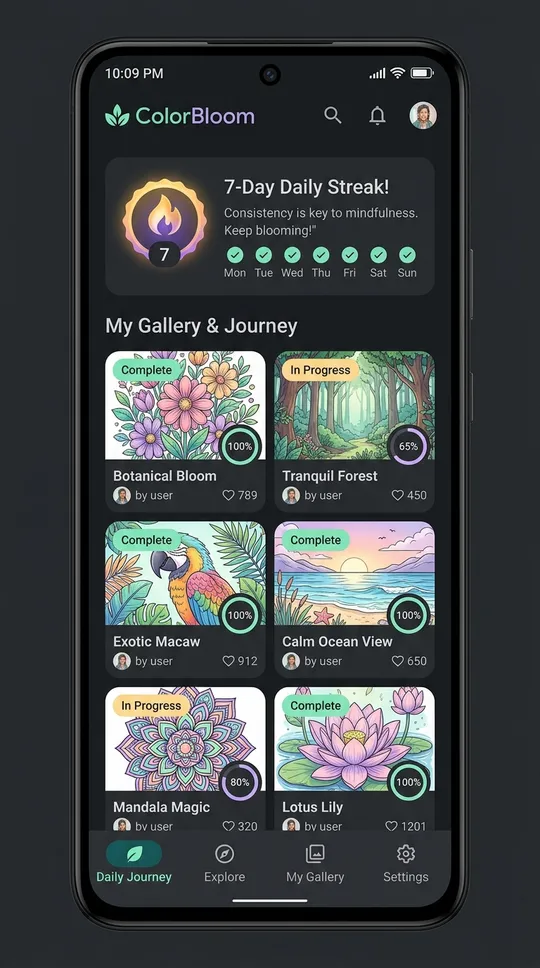 10:09 PM
ColorBloom
7-Day Daily Streak!
Consistency is key to mindfulness.
Keep blooming!"
7
Mon Tue Wed Thu Fri Sat Sun
My Gallery & Journey
Complete
100%
Botanical Bloom
by user
789
In Progress
65%
Tranquil Forest
by user
450
Complete
100%
Exotic Macaw
by user
912
Complete
100%
Calm Ocean View
by user
650
In Progress
80%
Mandala Magic
by user
320
Complete
100%
Lotus Lily
by user
1201
Daily Journey
Explore
My Gallery
Settings